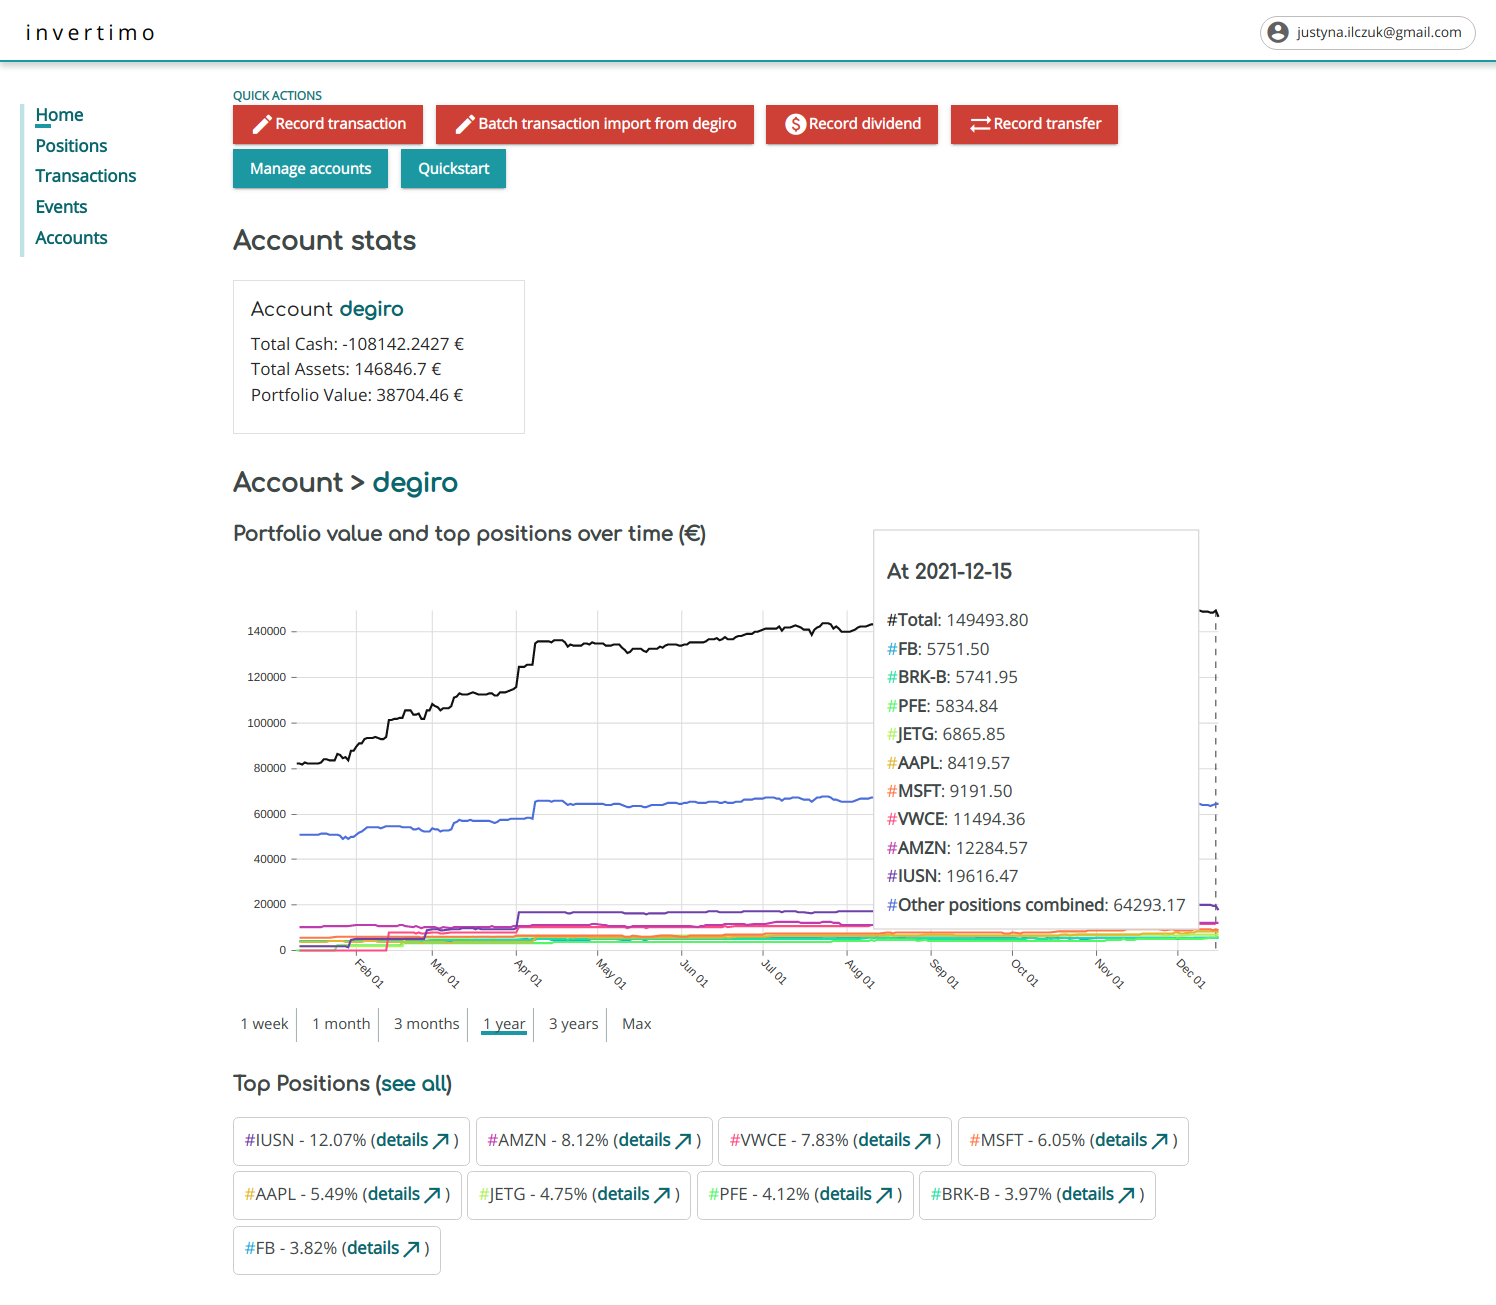 invertimo
justyna.ilczuk@gmail.com
Home
Positions
Transactions
Events
Accounts
QUICK ACTIONS
Record transaction
Batch transaction import from degiro
Record dividend
Record transfer
Manage accounts
Quickstart
Account stats
Account degiro
Total Cash: -108142.2427 €
Total Assets: 146846.7 €
Portfolio Value: 38704.46 €
Account > degiro
Portfolio value and top positions over time (€)
At 2021-12-15
#Total: 149493.80
#FB: 5751.50
#BRK-B: 5741.95
#PFE: 5834.84
#JETG: 6865.85
#AAPL: 8419.57
#MSFT: 9191.50
#VWCE: 11494.36
#AMZN: 12284.57
#IUSN: 19616.47
#Other positions combined: 64293.17
140000
120000
100000
80000
60000
40000
20000
0
Feb 01
Mar 01
Apr 01
May 01
Jun 01
Jul 01
Aug 01
Sep 01
Oct 01
Nov 01
Dec 01
1 week
1 month
3 months
1 year
3 years
Max
Top Positions (see all)
#IUSN - 12.07% (details ↗ )
#AMZN - 8.12% (details ↗ )
#VWCE - 7.83% (details ↗ )
#MSFT - 6.05% (details ↗ )
#AAPL - 5.49% (details ↗ )
#JETG - 4.75% (details ↗ )
#PFE - 4.12% (details ↗ )
#BRK-B - 3.97% (details ↗ )
#FB - 3.82% (details ↗ )